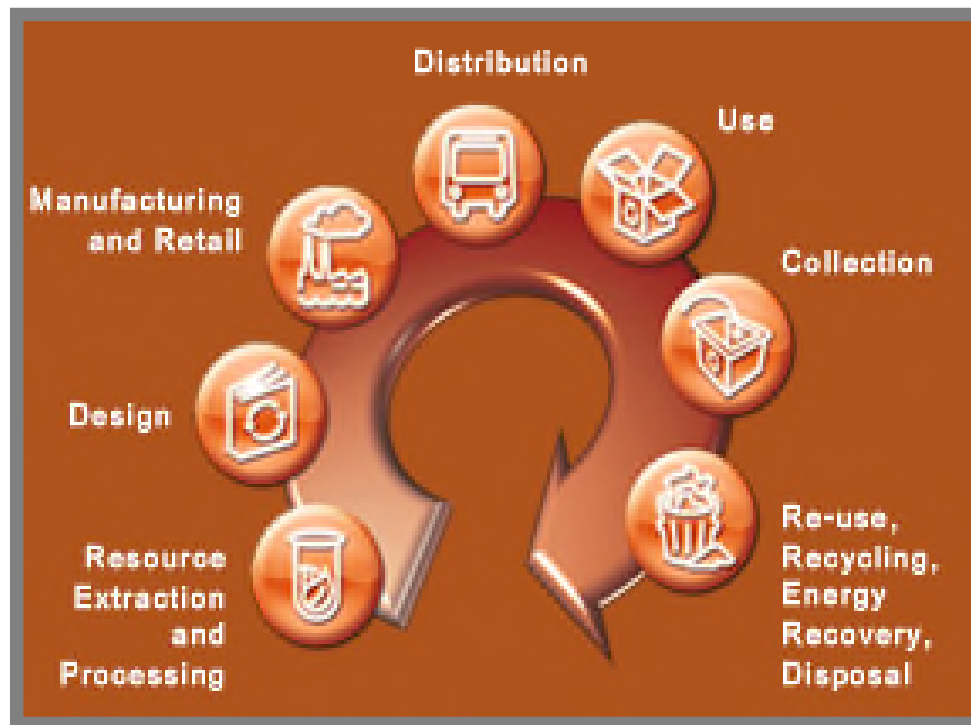 Distribution
Use
Manufacturing
and Retail
Collection
Design
Resource
Extraction
and
Processing
Re-use,
Recycling,
Energy
Recovery,
Disposal